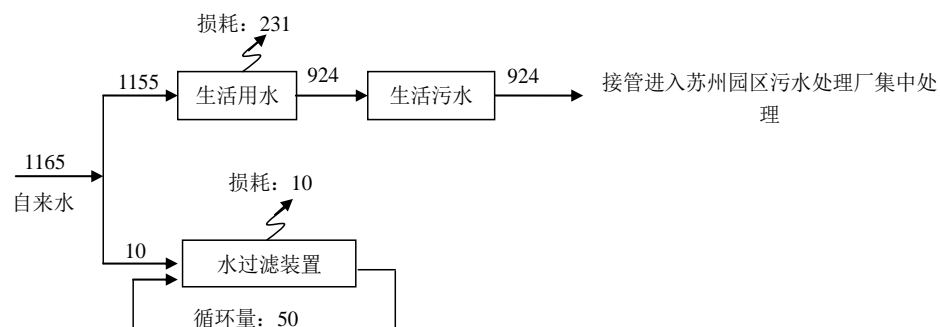 损耗：231
1155
生活用水
924
生活污水
924
接管进入苏州园区污水处理厂集中处
理
1165
自来水
损耗：10
10
水过滤装置
循环量：50